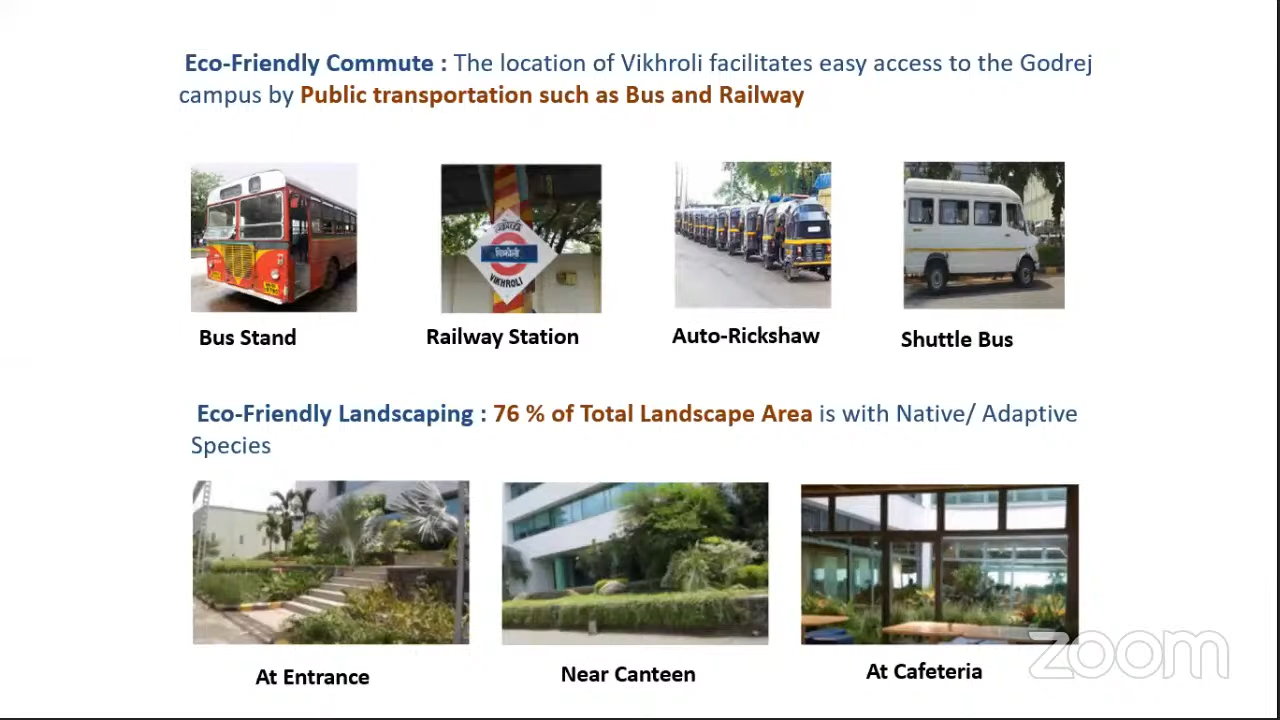 Eco-Friendly Commute : The location of Vikhroli facilitates easy access to the Godrej
campus by Public transportation such as Bus and Railway
विक्रोली
VIKHROLI
Bus Stand
Railway Station
Auto-Rickshaw
Shuttle Bus
Eco-Friendly Landscaping : 76 % of Total Landscape Area is with Native/ Adaptive
Species
At Entrance
Near Canteen
At Cafeteria
zoom